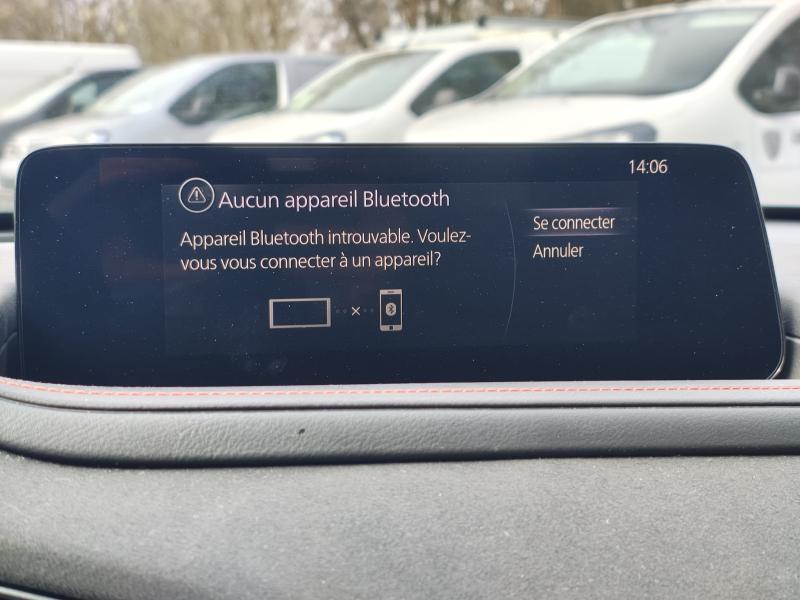 14:06
Aucun appareil Bluetooth
Appareil Bluetooth introuvable. Voulez-
vous vous connecter à un appareil?
Se connecter
Annuler